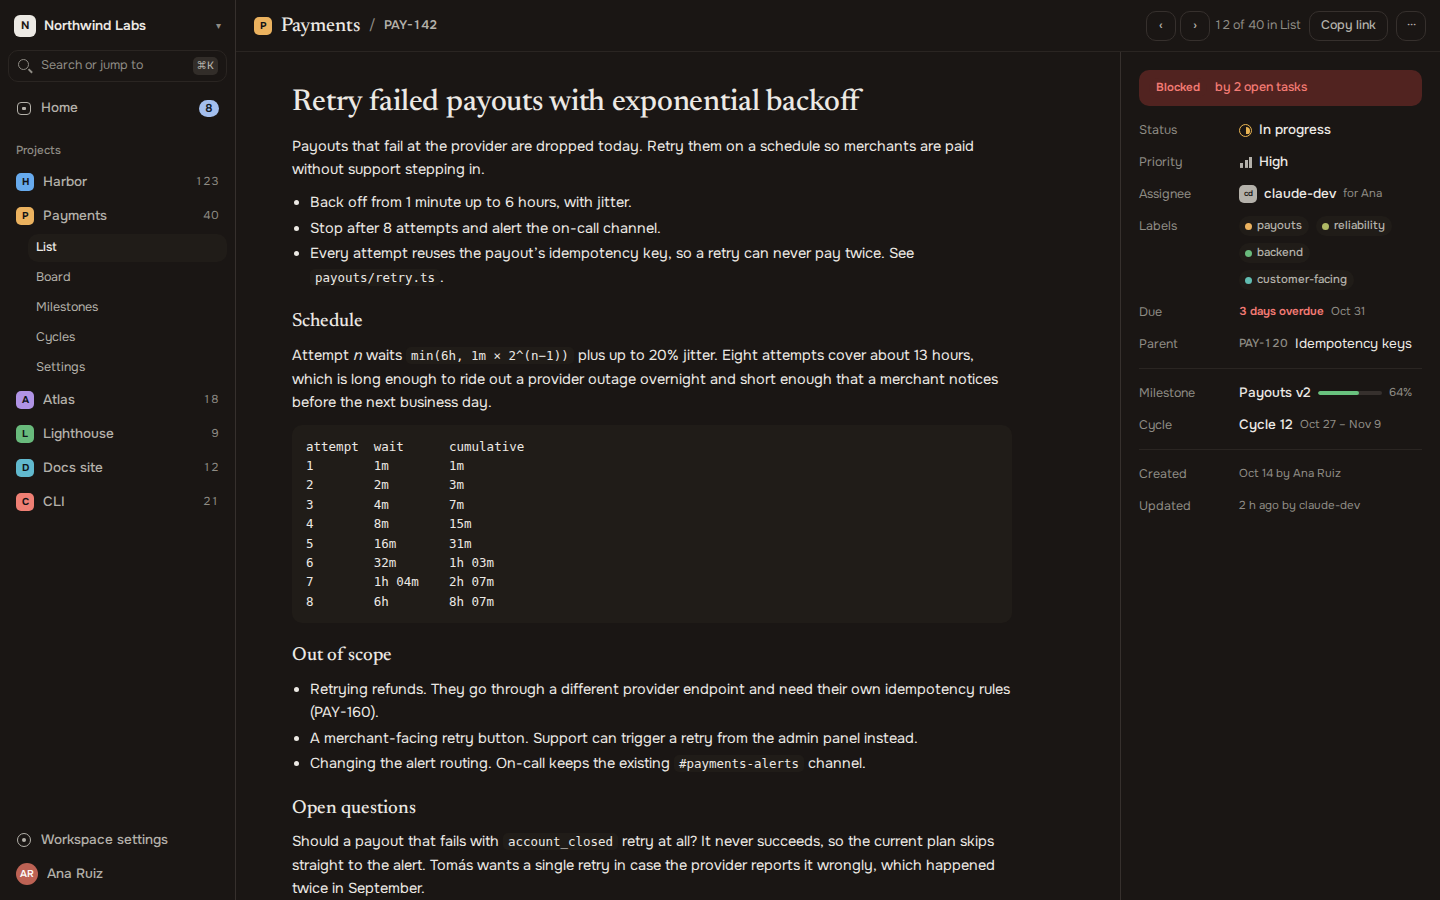 N Northwind Labs
Search or jump to ⌘K
Home 8
Projects
H Harbor 123
P Payments 40
List
Board
Milestones
Cycles
Settings
A Atlas 18
L Lighthouse 9
D Docs site 12
C CLI 21
Workspace settings
AR Ana Ruiz
P Payments / PAY-142
‹ › 12 of 40 in List Copy link ···
Retry failed payouts with exponential backoff
Payouts that fail at the provider are dropped today. Retry them on a schedule so merchants are paid
without support stepping in.
• Back off from 1 minute up to 6 hours, with jitter.
• Stop after 8 attempts and alert the on-call channel.
• Every attempt reuses the payout’s idempotency key, so a retry can never pay twice. See
payouts/retry.ts.
Schedule
Attempt n waits min(6h, 1m × 2^(n−1)) plus up to 20% jitter. Eight attempts cover about 13 hours,
which is long enough to ride out a provider outage overnight and short enough that a merchant notices
before the next business day.
attempt wait cumulative
1 1m 1m
2 2m 3m
3 4m 7m
4 8m 15m
5 16m 31m
6 32m 1h 03m
7 1h 04m 2h 07m
8 6h 8h 07m
Out of scope
• Retrying refunds. They go through a different provider endpoint and need their own idempotency rules
(PAY-160).
• A merchant-facing retry button. Support can trigger a retry from the admin panel instead.
• Changing the alert routing. On-call keeps the existing #payments-alerts channel.
Open questions
Should a payout that fails with account_closed retry at all? It never succeeds, so the current plan skips
straight to the alert. Tomás wants a single retry in case the provider reports it wrongly, which happened
twice in September.
Blocked by 2 open tasks
Status In progress
Priority High
Assignee cd claude-dev for Ana
Labels payouts reliability
backend
customer-facing
Due 3 days overdue Oct 31
Parent PAY-120 Idempotency keys
Milestone Payouts v2 64%
Cycle Cycle 12 Oct 27 – Nov 9
Created Oct 14 by Ana Ruiz
Updated 2 h ago by claude-dev